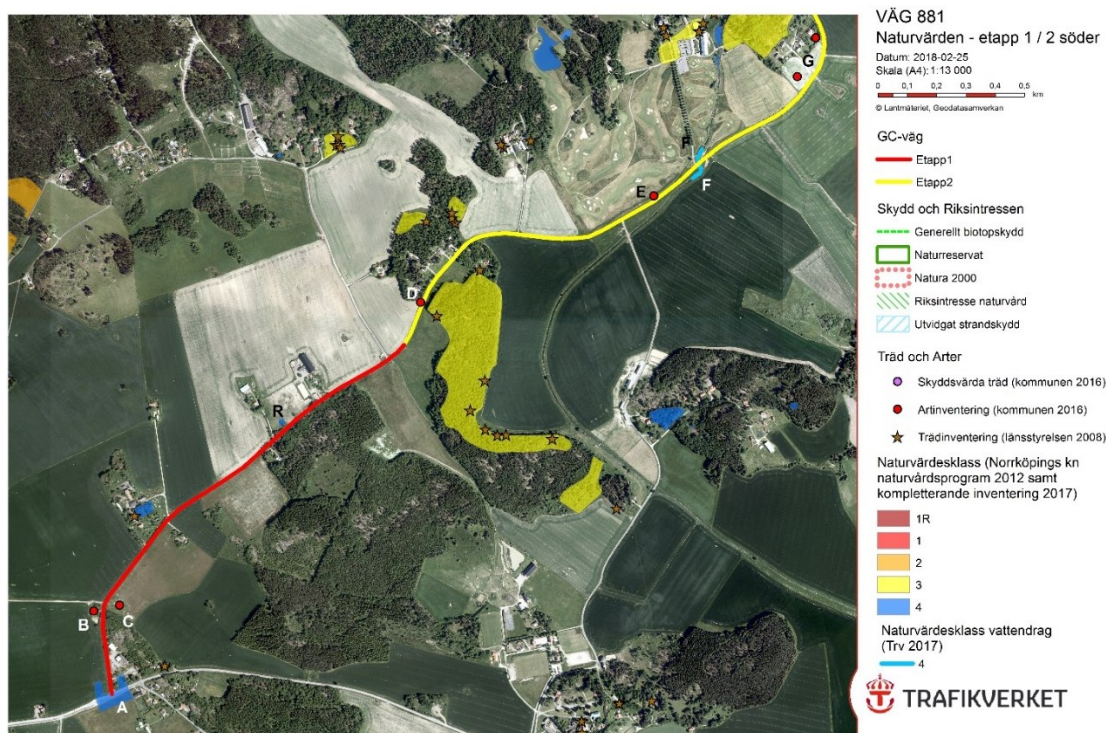 VÄG 881
Naturvärden - etapp 1 / 2 söder
Datum: 2018-02-25
Skala (A4): 1:13 000
0 0,1 0,2 0,3 0,4 0,5
km
© Lantmäteriet, Geodatasamverkan
GC-väg
Etapp1
Etapp2
Skydd och Riksintressen
Generellt biotopskydd
Naturreservat
Natura 2000
Riksintresse naturvård
Utvidgat strandskydd
Träd och Arter
Skyddsvärda träd (kommunen 2016)
Artinventering (kommunen 2016)
Trädinventering (länsstyrelsen 2008)
Naturvärdesklass (Norrköpings kn
naturvårdsprogram 2012 samt
kompletterande inventering 2017)
1R
1
2
3
4
Naturvärdesklass vattendrag
(Trv 2017)
4
TRAFIKVERKET
G
F
E
F
D
R
B
C
A